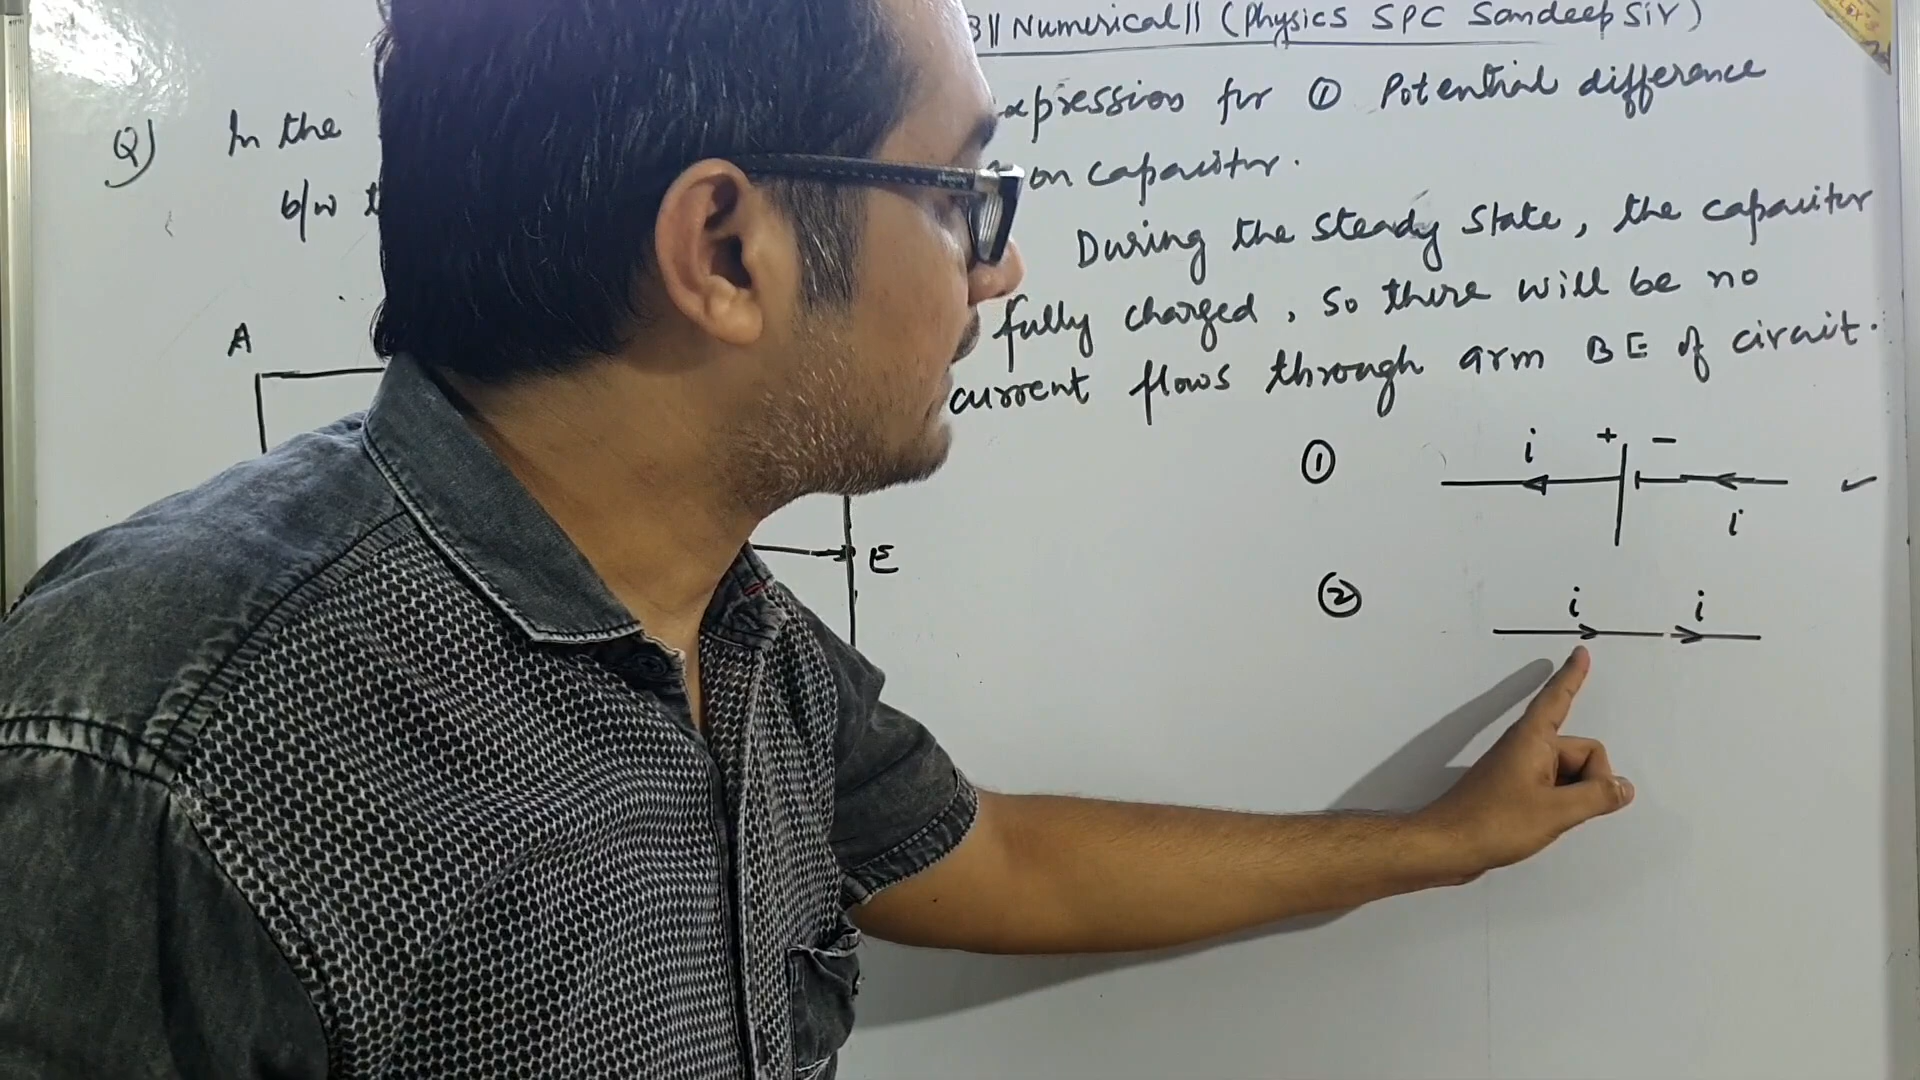 || Numerical || (Physics SPC Sandeep Sir)
Q) In the expression for ① Potential difference
b/w on capacitor.
During the steady state, the capacitor
fully charged, so there will be no
current flows through arm BE of circuit.
A
① i + -
i
E
② i i